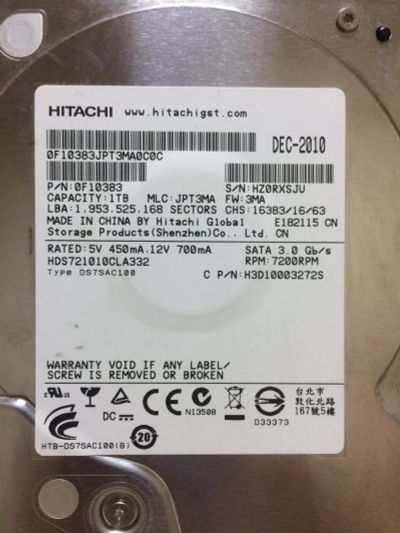 HITACHI www.hitachigst.com
0F10383JPT3MA0C0C
DEC-2010
P/N:0F10383 S/N:HZ0RXSJU
CAPACITY:1TB MLC:JPT3MA FW:3MA
LBA:1.953.525.168 SECTORS CHS:16383/16/63
MADE IN CHINA BY Hitachi Global E182115 CN
Storage Products(Shenzhen)Co.. Ltd. CN
RATED:5V 450mA.12V 700mA SATA 3.0 Gb/s
HDS721010CLA332 RPM:7200RPM
Type DS7SAC100 C P/N:H3D10003272S
WARRANTY VOID IF ANY LABEL/
SCREW IS REMOVED OR BROKEN
c RU us DC CE N13508 D33373
台北市
敦化北路
167號5樓
HTB-DS7SAC100(B) 20